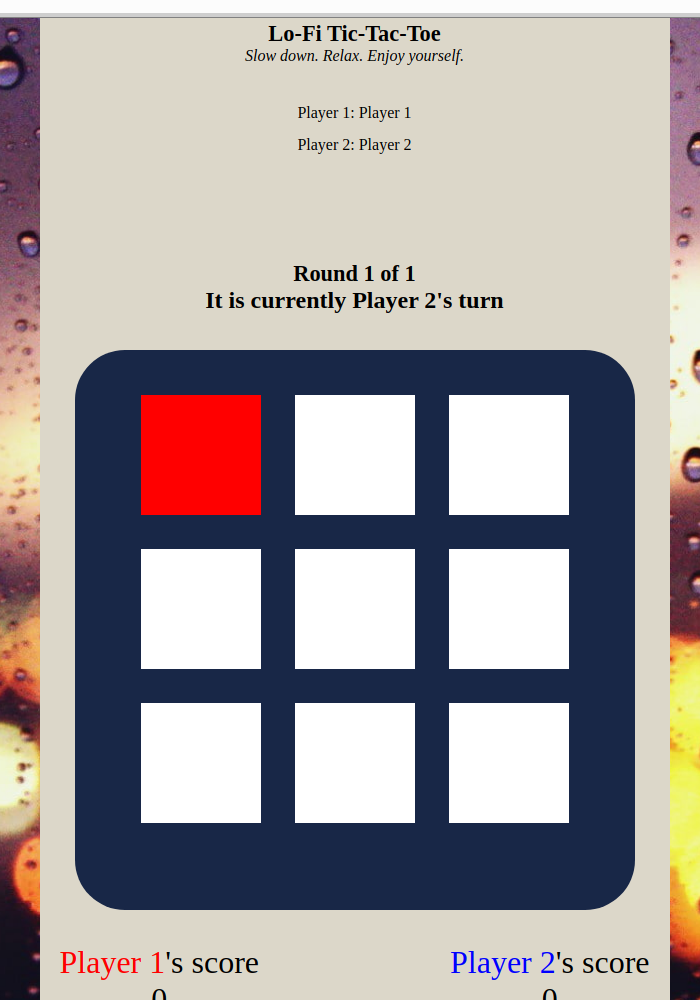 Lo-Fi Tic-Tac-Toe
Slow down. Relax. Enjoy yourself.
Player 1: Player 1
Player 2: Player 2
Round 1 of 1
It is currently Player 2's turn
Player 1's score
Player 2's score
0
0